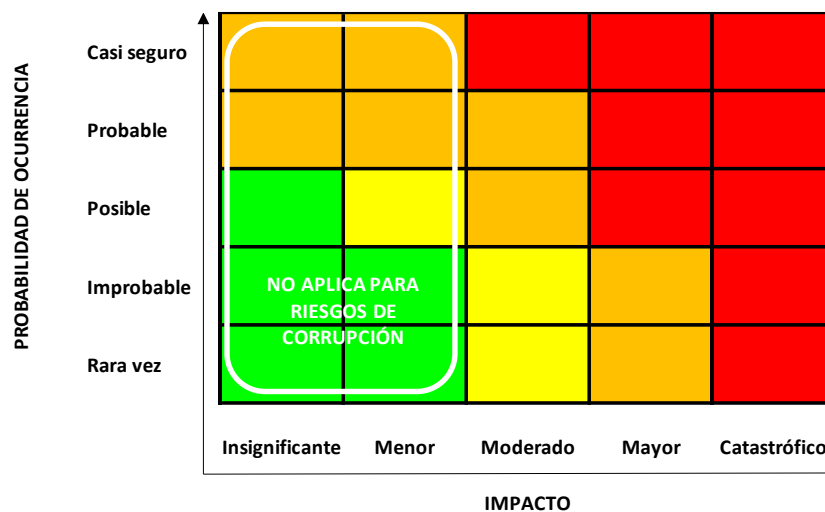 PROBABILIDAD DE OCURRENCIA
Casi seguro
Probable
Posible
Improbable
Rara vez
NO APLICA PARA
RIESGOS DE
CORRUPCIÓN
Insignificante
Menor
Moderado
Mayor
Catastrófico
IMPACTO